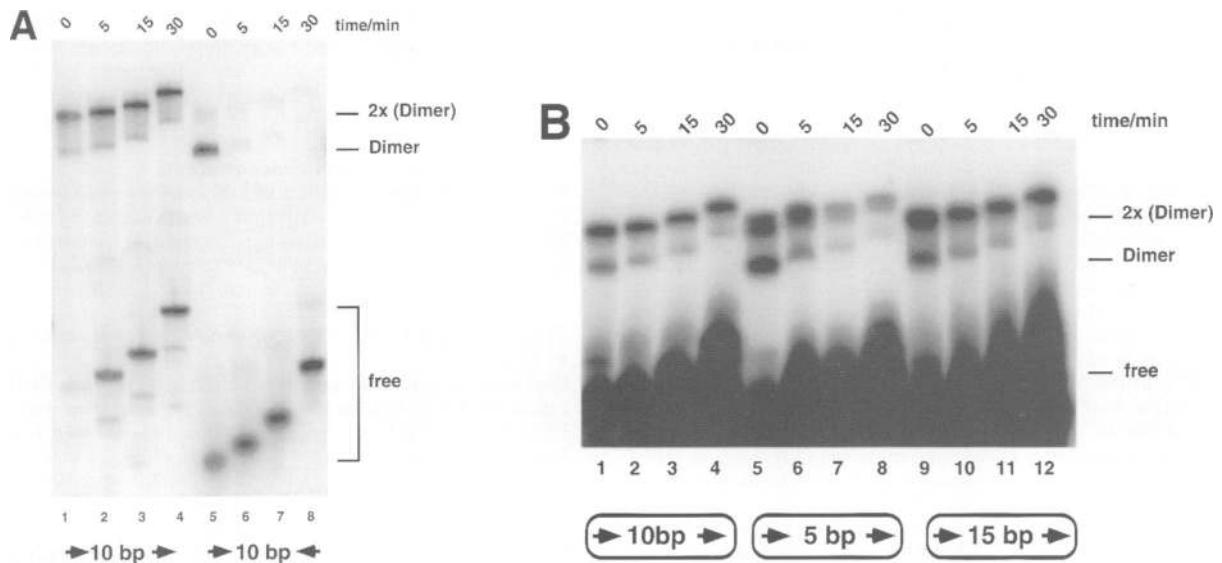 A
0 5 15 30 0 5 15 30 time/min
2x (Dimer)
Dimer
free
1 2 3 4 5 6 7 8
10 bp 10 bp
B
0 5 15 30 0 5 15 30 0 5 15 30 time/min
2x (Dimer)
Dimer
free
1 2 3 4 5 6 7 8 9 10 11 12
10bp 5 bp 15 bp